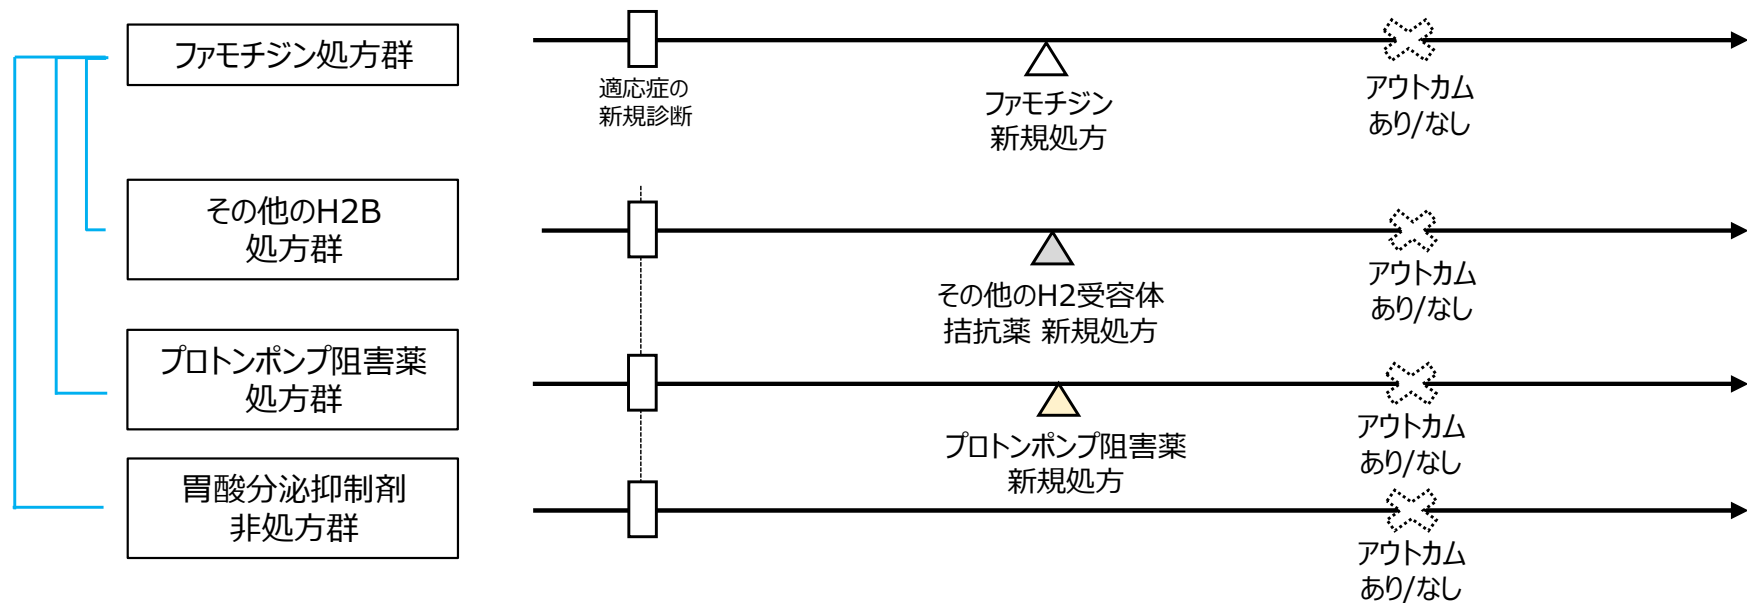 ファモチジン処方群
適応症の
新規診断
ファモチジン
新規処方
アウトカム
あり/なし
その他のH2B
処方群
その他のH2受容体
拮抗薬 新規処方
アウトカム
あり/なし
プロトンポンプ阻害薬
処方群
プロトンポンプ阻害薬
新規処方
アウトカム
あり/なし
胃酸分泌抑制剤
非処方群
アウトカム
あり/なし